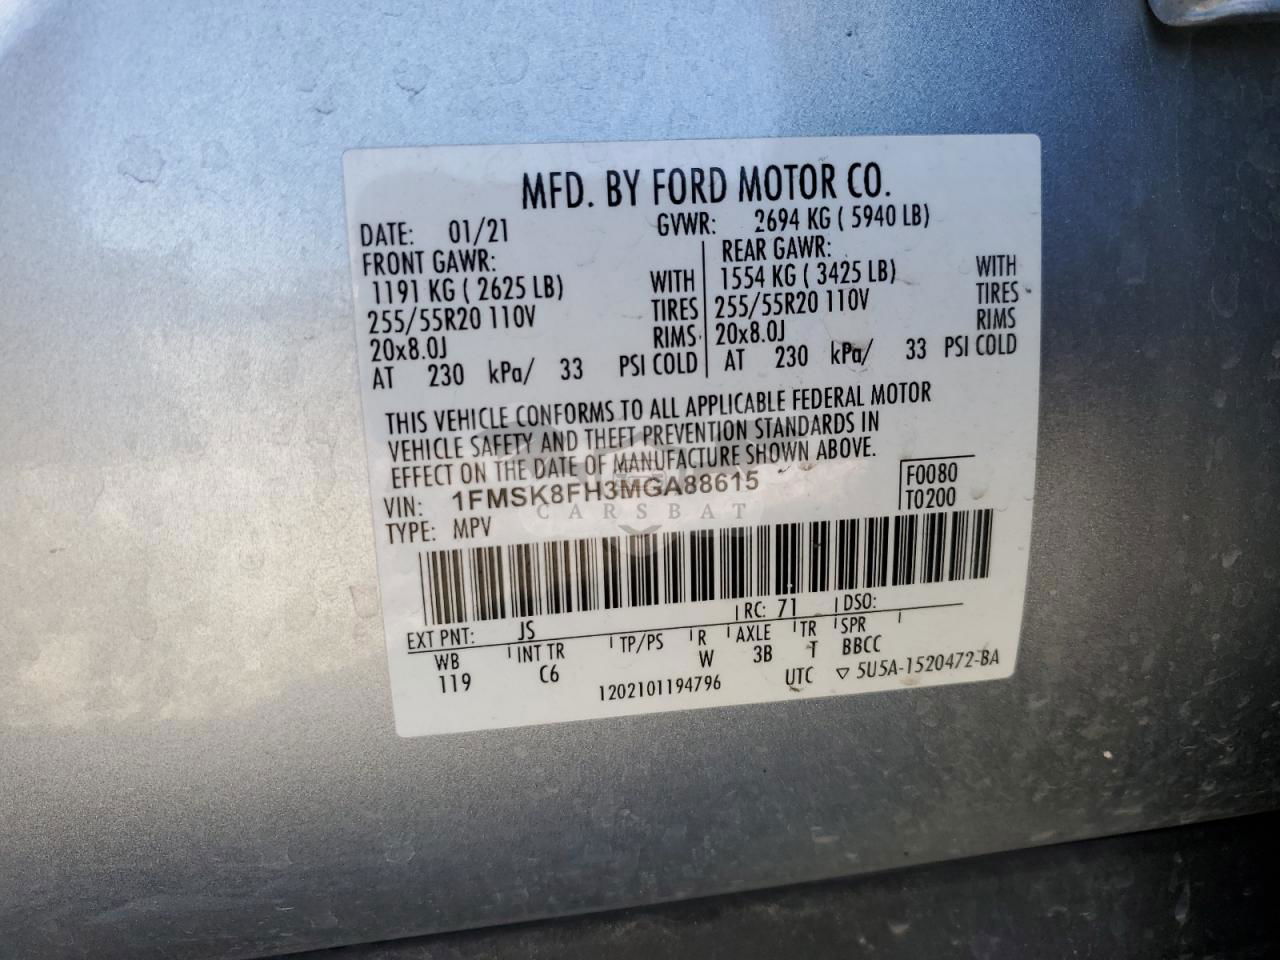 MFD. BY FORD MOTOR CO.
DATE: 01/21 GVWR: 2694 KG ( 5940 LB)
FRONT GAWR: REAR GAWR:
1191 KG ( 2625 LB) WITH 1554 KG ( 3425 LB) WITH
255/55R20 110V TIRES 255/55R20 110V TIRES
20x8.0J RIMS 20x8.0J RIMS
AT 230 kPa/ 33 PSI COLD AT 230 kPa/ 33 PSI COLD
THIS VEHICLE CONFORMS TO ALL APPLICABLE FEDERAL MOTOR
VEHICLE SAFETY AND THEFT PREVENTION STANDARDS IN
EFFECT ON THE DATE OF MANUFACTURE SHOWN ABOVE.
VIN: 1FMSK8FH3MGA88615 F0080
TYPE: MPV T0200
CARSBAT
EXT PNT: JS RC: 71 DSO:
WB INT TR TP/PS R AXLE TR SPR
119 C6 W 3B T BBCC
1202101194796 UTC ▽ 5U5A-1520472-BA